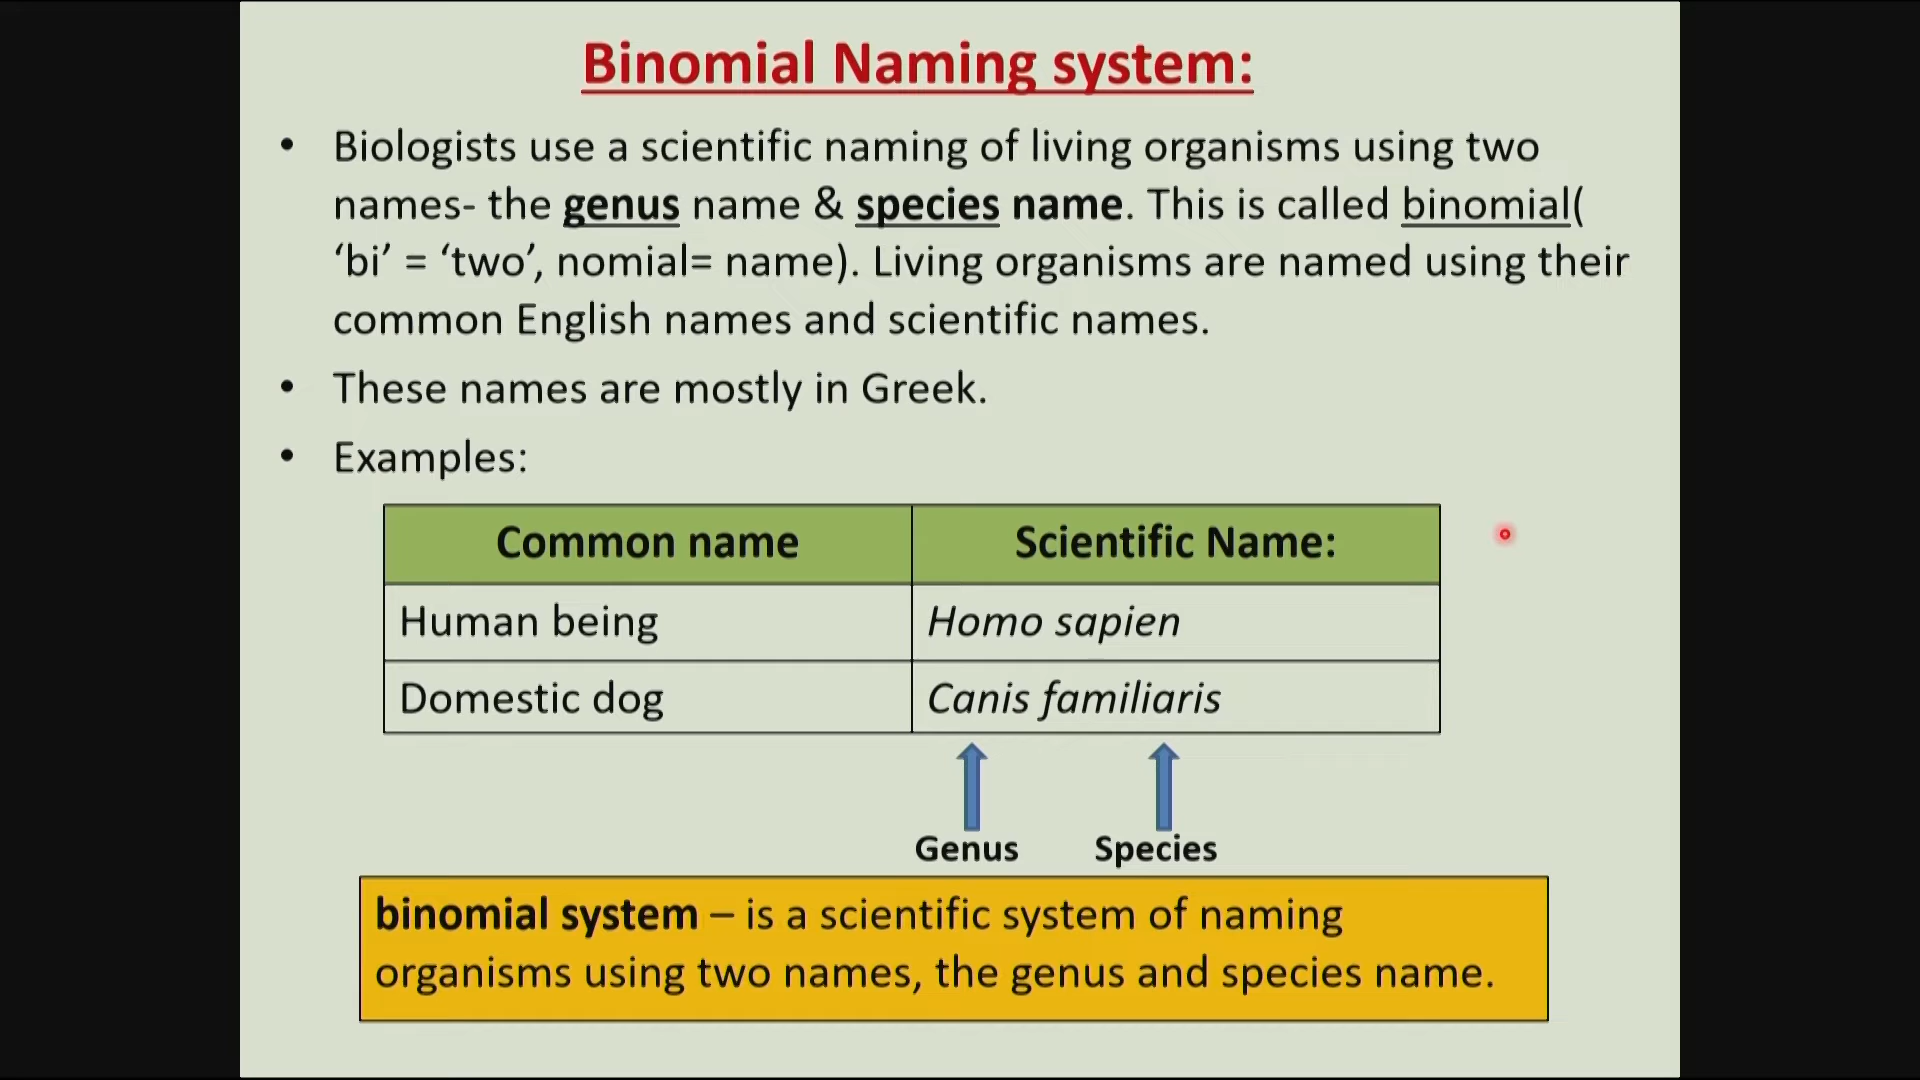 Binomial Naming system:
• Biologists use a scientific naming of living organisms using two
names- the genus name & species name. This is called binomial(
‘bi’ = ‘two’, nomial= name). Living organisms are named using their
common English names and scientific names.
• These names are mostly in Greek.
• Examples:
Common name Scientific Name:
Human being Homo sapien
Domestic dog Canis familiaris
Genus Species
binomial system – is a scientific system of naming
organisms using two names, the genus and species name.